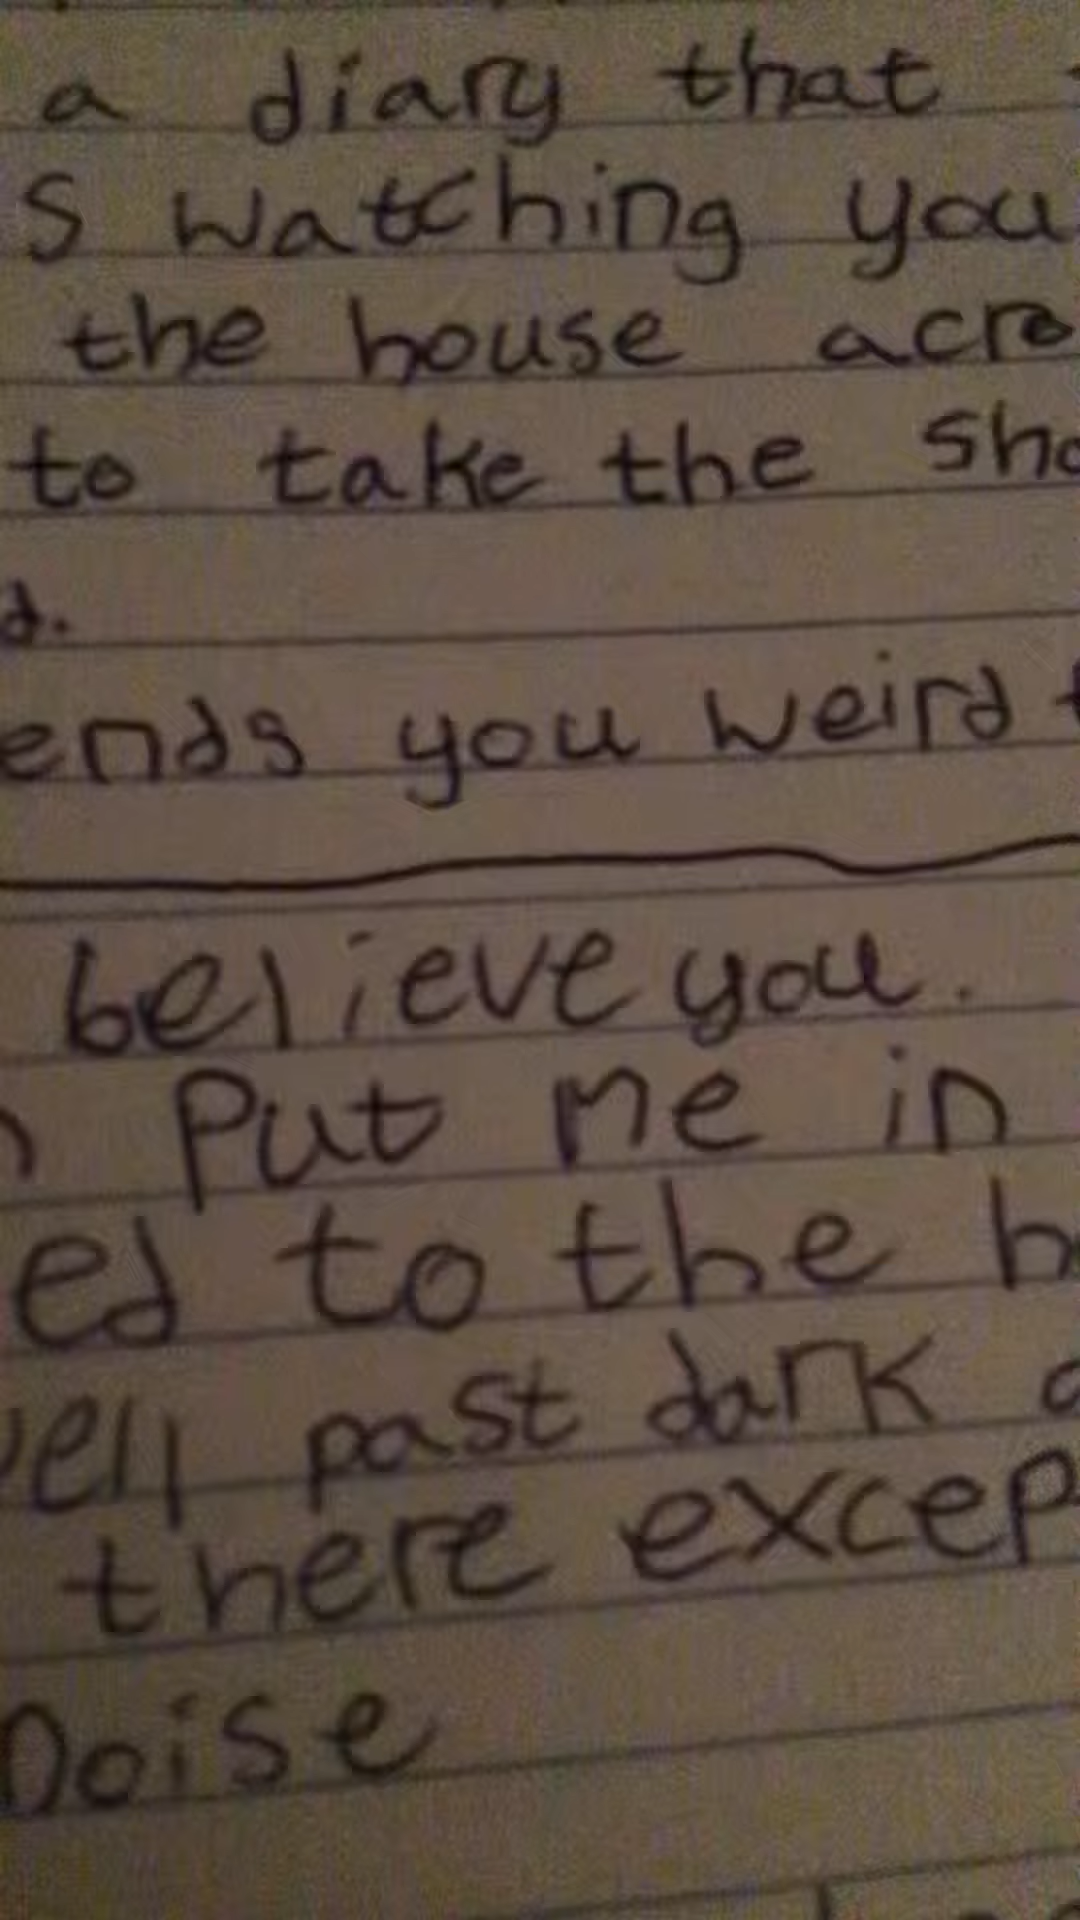 a diary that
s watching you
the house acro
to take the sho
d.
ends you weird t
believe you.
n put me in
ed to the h
well past dark a
there excep
noise